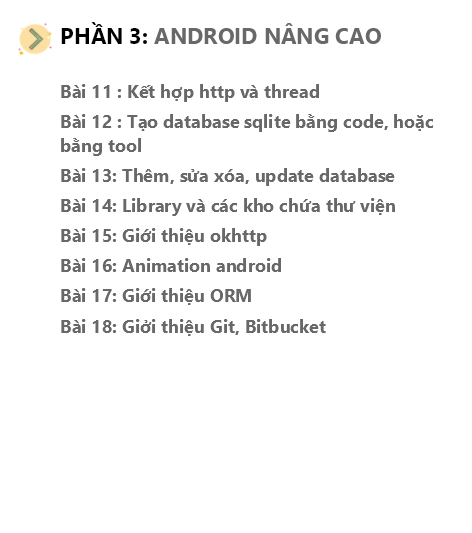 PHẦN 3: ANDROID NÂNG CAO
Bài 11 : Kết hợp http và thread
Bài 12 : Tạo database sqlite bằng code, hoặc
bằng tool
Bài 13: Thêm, sửa xóa, update database
Bài 14: Library và các kho chứa thư viện
Bài 15: Giới thiệu okhttp
Bài 16: Animation android
Bài 17: Giới thiệu ORM
Bài 18: Giởi thiệu Git, Bitbucket